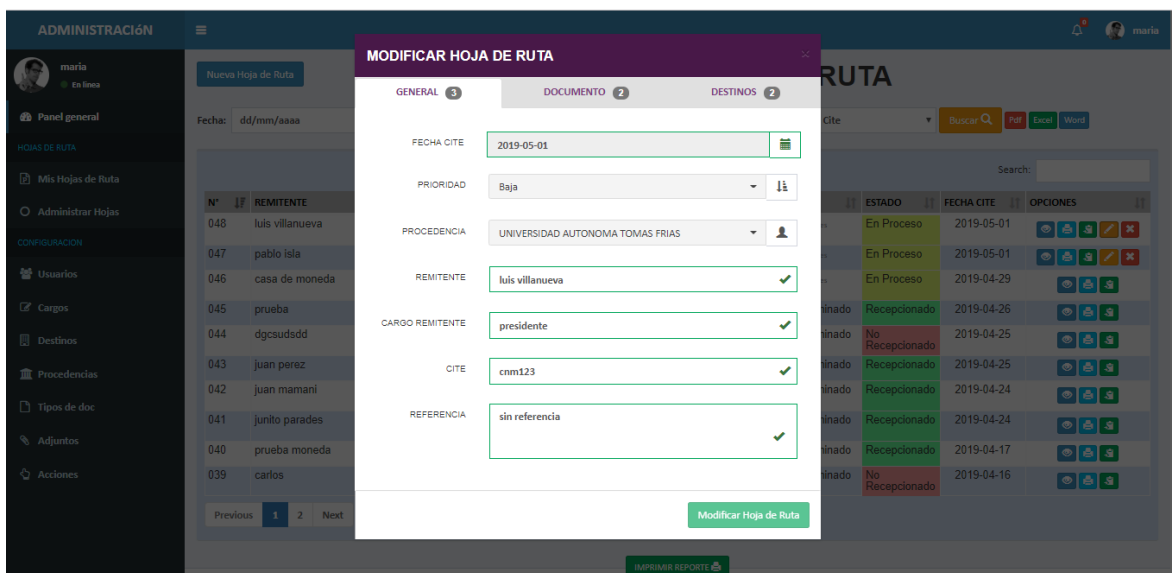 ADMINISTRACIóN
maria
maria
En linea
Nueva Hoja de Ruta
RUTA
Panel general
Fecha: dd/mm/aaaa
Cite
Buscar
Pdf Excel Word
HOJAS DE RUTA
Mis Hojas de Ruta
Administrar Hojas
CONFIGURACION
Usuarios
Cargos
Destinos
Procedencias
Tipos de doc
Adjuntos
Acciones
Search:
N° REMITENTE ESTADO FECHA CITE OPCIONES
048 luis villanueva En Proceso 2019-05-01
047 pablo isla En Proceso 2019-05-01
046 casa de moneda En Proceso 2019-04-29
045 prueba minado Recepcionado 2019-04-26
044 dgcsudsdd minado No Recepcionado 2019-04-25
043 juan perez minado Recepcionado 2019-04-25
042 juan mamani minado Recepcionado 2019-04-24
041 junito parades minado Recepcionado 2019-04-24
040 prueba moneda minado Recepcionado 2019-04-17
039 carlos minado No Recepcionado 2019-04-16
Previous 1 2 Next
IMPRIMIR REPORTE
MODIFICAR HOJA DE RUTA
GENERAL 3 DOCUMENTO 2 DESTINOS 2
FECHA CITE 2019-05-01
PRIORIDAD Baja
PROCEDENCIA UNIVERSIDAD AUTONOMA TOMAS FRIAS
REMITENTE luis villanueva
CARGO REMITENTE presidente
CITE cnm123
REFERENCIA sin referencia
Modificar Hoja de Ruta